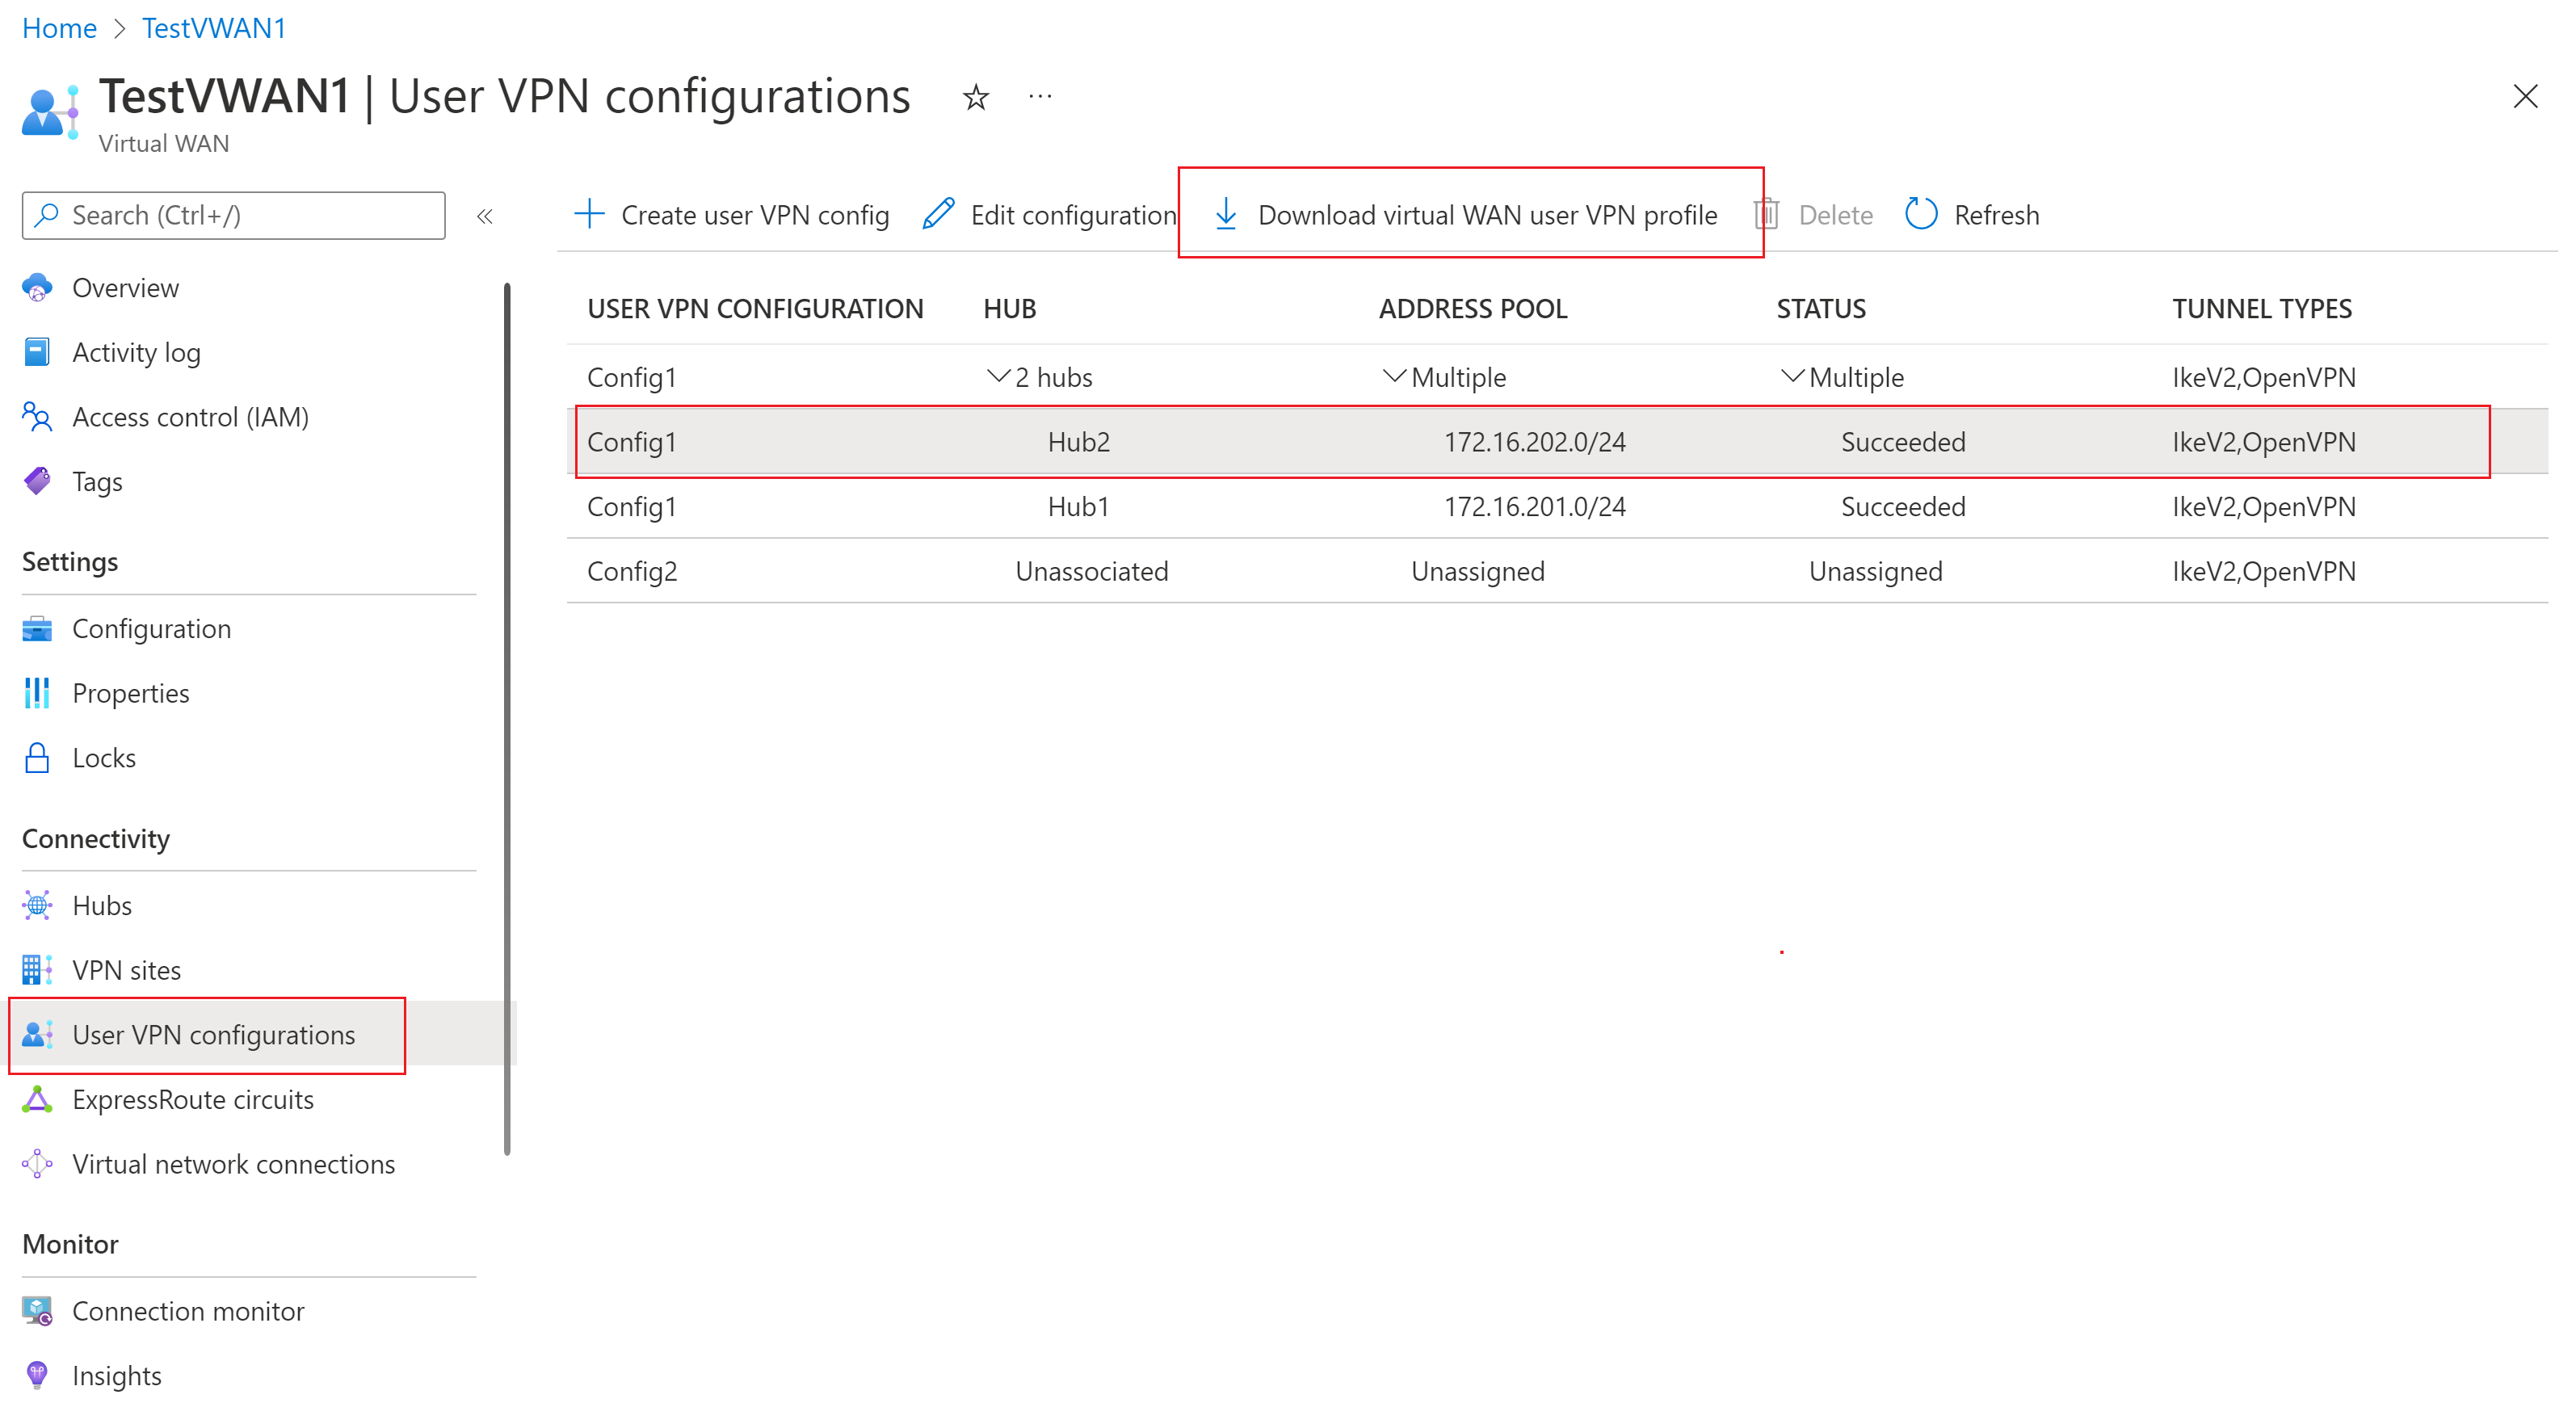 Home > TestVWAN1
TestVWAN1 | User VPN configurations
Virtual WAN
Search (Ctrl+/)
Create user VPN config Edit configuration Download virtual WAN user VPN profile Delete Refresh
Overview
Activity log
Access control (IAM)
Tags
Settings
Configuration
Properties
Locks
Connectivity
Hubs
VPN sites
User VPN configurations
ExpressRoute circuits
Virtual network connections
Monitor
Connection monitor
Insights
USER VPN CONFIGURATION HUB ADDRESS POOL STATUS TUNNEL TYPES
Config1 2 hubs Multiple Multiple IkeV2,OpenVPN
Config1 Hub2 172.16.202.0/24 Succeeded IkeV2,OpenVPN
Config1 Hub1 172.16.201.0/24 Succeeded IkeV2,OpenVPN
Config2 Unassociated Unassigned Unassigned IkeV2,OpenVPN